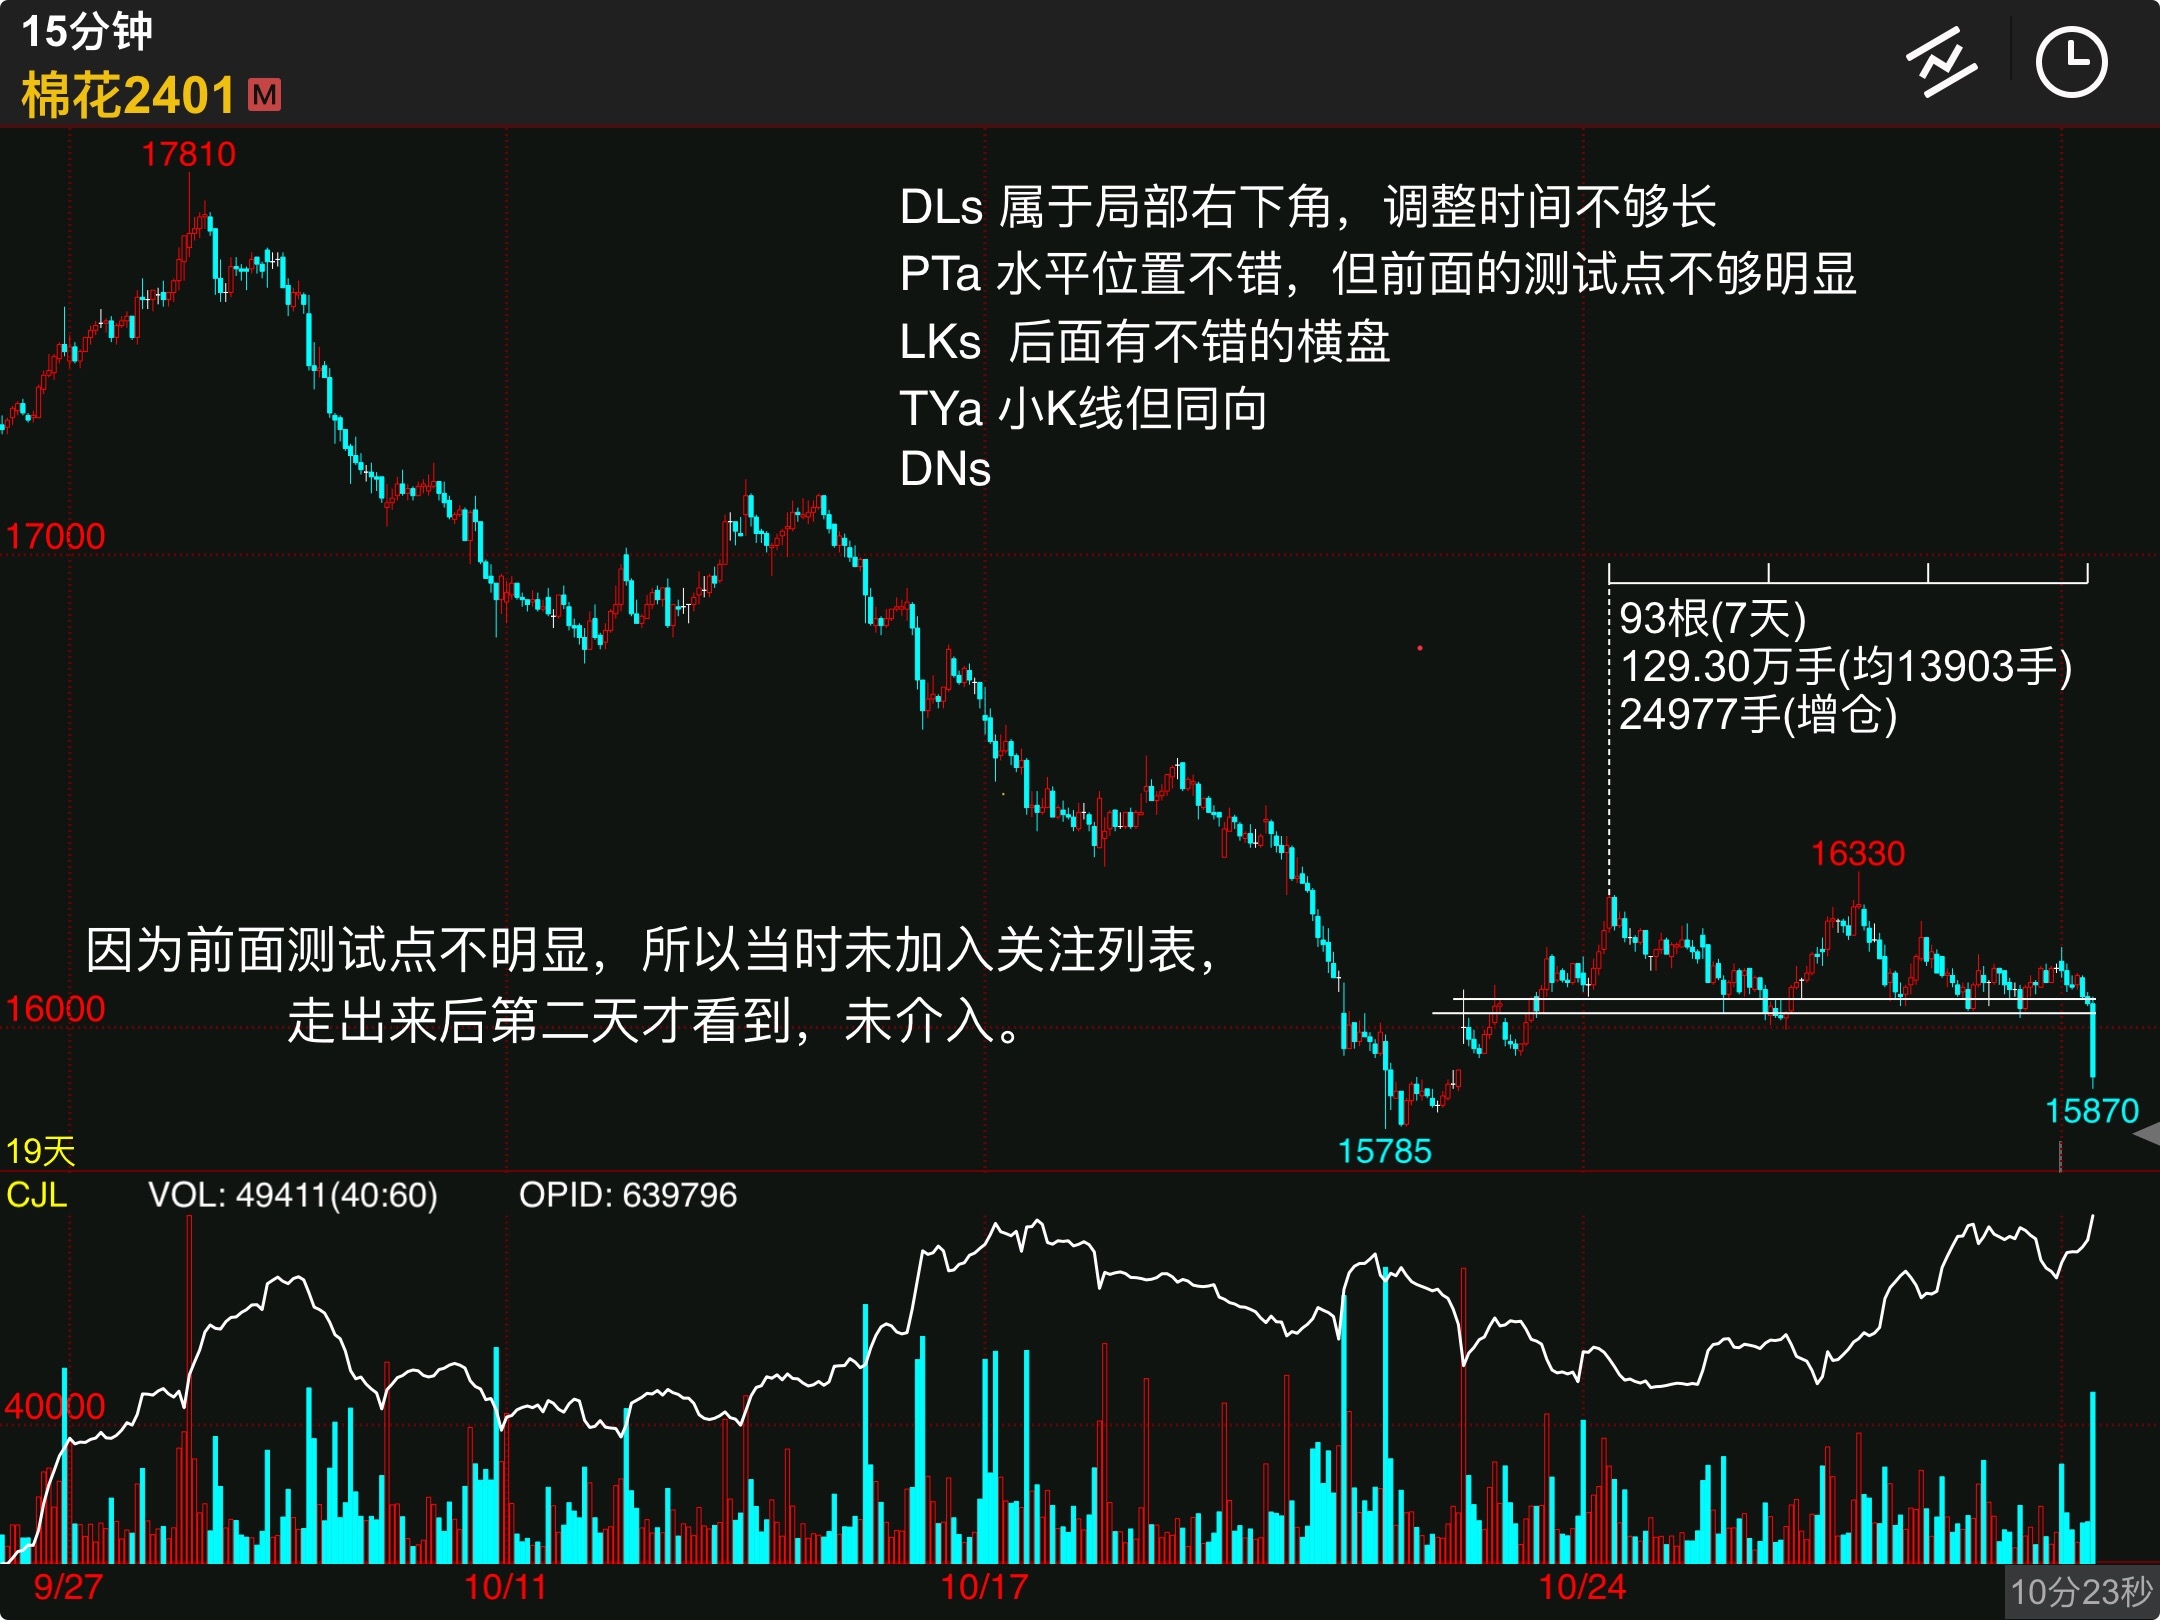 15分钟
棉花2401 M
17810
DLs 属于局部右下角，调整时间不够长
PTa 水平位置不错，但前面的测试点不够明显
LKs 后面有不错的横盘
TYa 小K线但同向
DNs
17000
93根(7天)
129.30万手(均13903手)
24977手(增仓)
16330
因为前面测试点不明显，所以当时未加入关注列表，
走出来后第二天才看到，未介入。
16000
15870
15785
19天
CJL VOL: 49411(40:60) OPID: 639796
40000
9/27 10/11 10/17 10/24 10分23秒